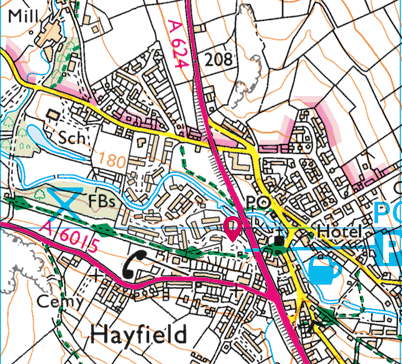 Mill
A 624
208
Sch
180
PO
FBs
Hotel
A 6015
P
Cemy
Hayfield